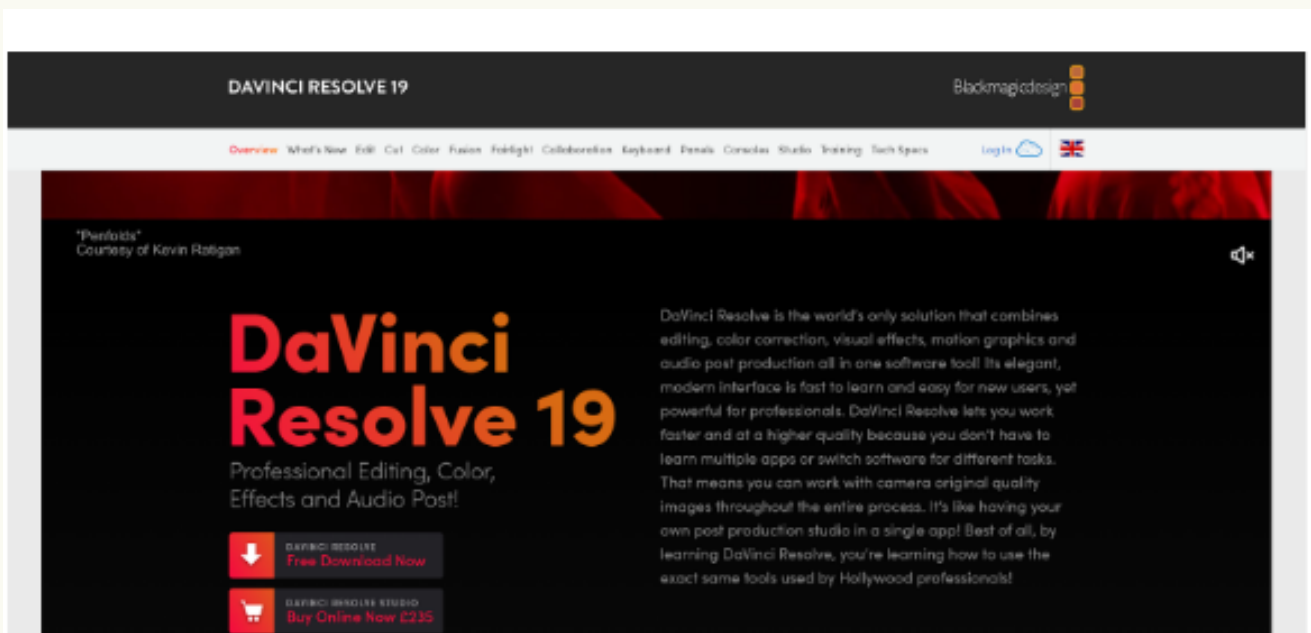 DAVINCI RESOLVE 19
Blackmagicdesign
Overview What's New Edit Cut Color Fusion Fairlight Collaboration Keyboard Panels Consoles Studio Training Tech Specs
Log In
"Penfolds"
Courtesy of Kevin Ratigan
DaVinci
Resolve 19
Professional Editing, Color,
Effects and Audio Post!
DAVINCI RESOLVE
Free Download Now
DAVINCI RESOLVE STUDIO
Buy Online Now £235
DaVinci Resolve is the world's only solution that combines
editing, color correction, visual effects, motion graphics and
audio post production all in one software tool! Its elegant,
modern interface is fast to learn and easy for new users, yet
powerful for professionals. DaVinci Resolve lets you work
faster and at a higher quality because you don't have to
learn multiple apps or switch software for different tasks.
That means you can work with camera original quality
images throughout the entire process. It's like having your
own post production studio in a single app! Best of all, by
learning DaVinci Resolve, you're learning how to use the
exact same tools used by Hollywood professionals!